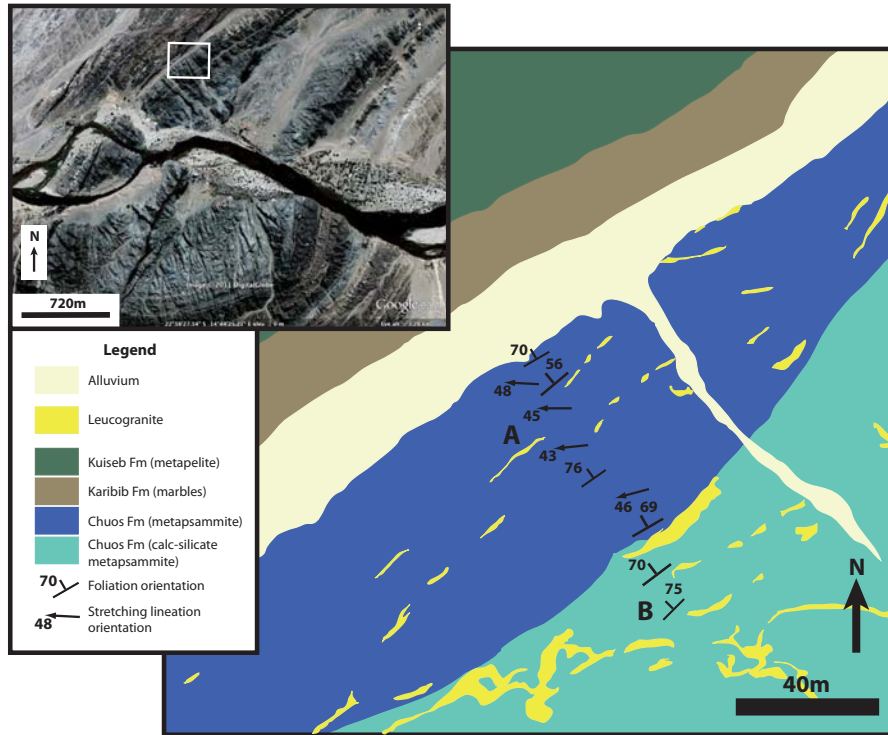 N
720m
Google
Legend
Alluvium
Leucogranite
Kuiseb Fm (metapelite)
Karibib Fm (marbles)
Chuos Fm (metapsammite)
Chuos Fm (calc-silicate
metapsammite)
70 Foliation orientation
Stretching lineation
48 orientation
70
56
48
45
A
43
76
46 69
70
75
B
N
40m